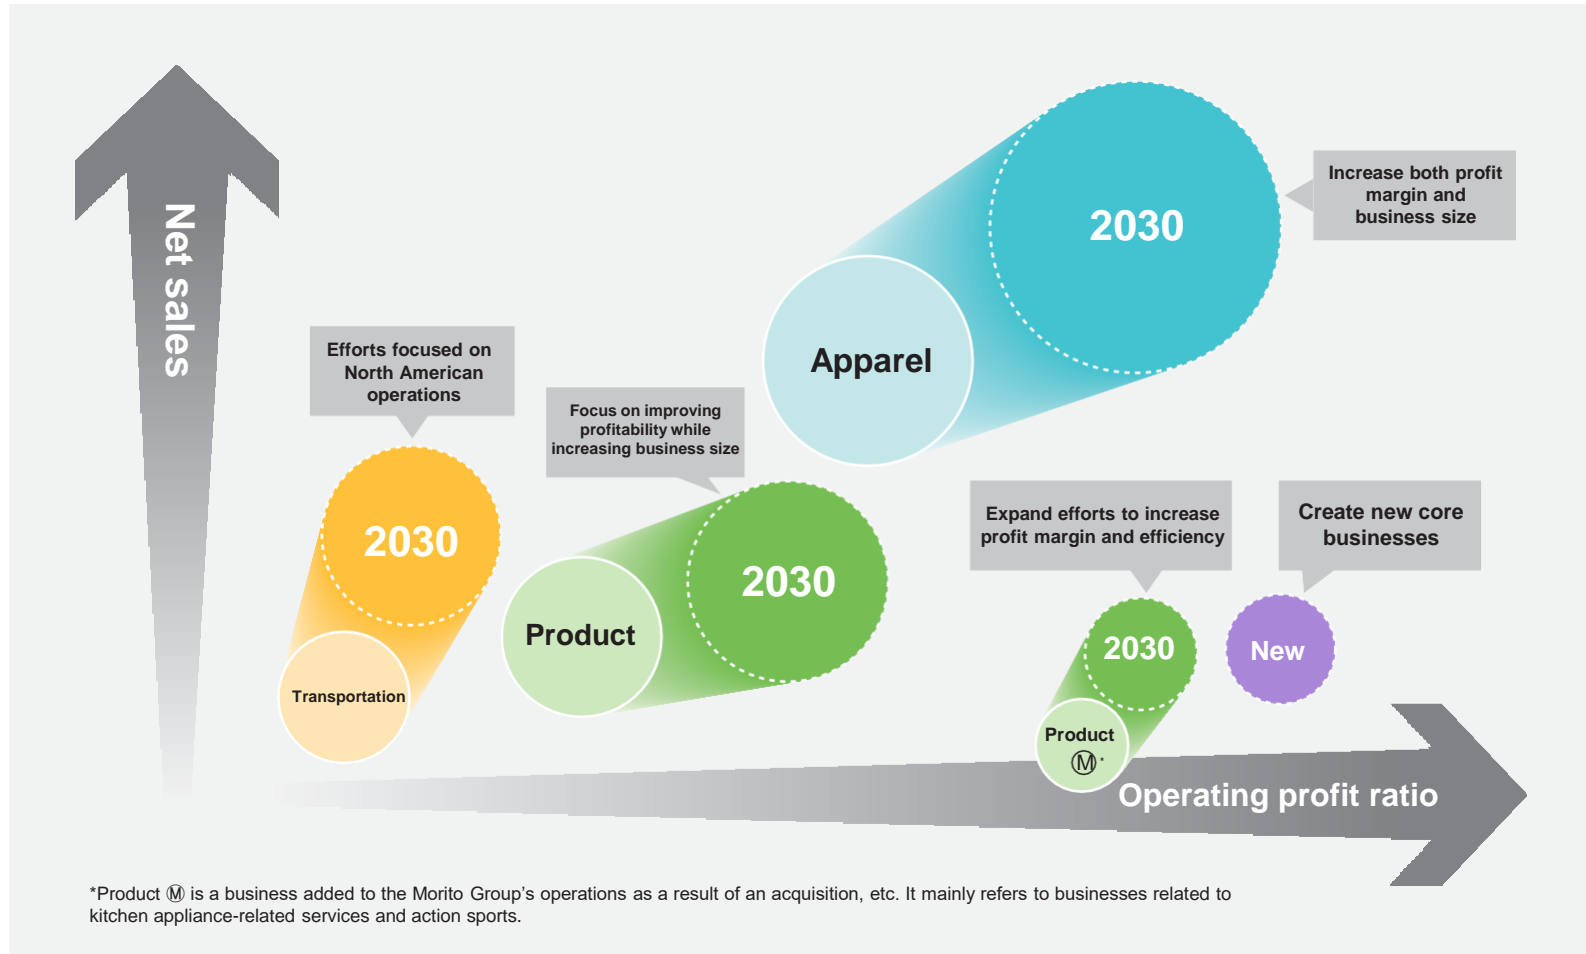 Net sales
Increase both profit
margin and
business size
2030
Apparel
Efforts focused on
North American
operations
2030
Transportation
Focus on improving
profitability while
increasing business size
2030
Product
Expand efforts to increase
profit margin and efficiency
2030
Product
Ⓜ*
Create new core
businesses
New
Operating profit ratio
*Product Ⓜ is a business added to the Morito Group’s operations as a result of an acquisition, etc. It mainly refers to businesses related to
kitchen appliance-related services and action sports.